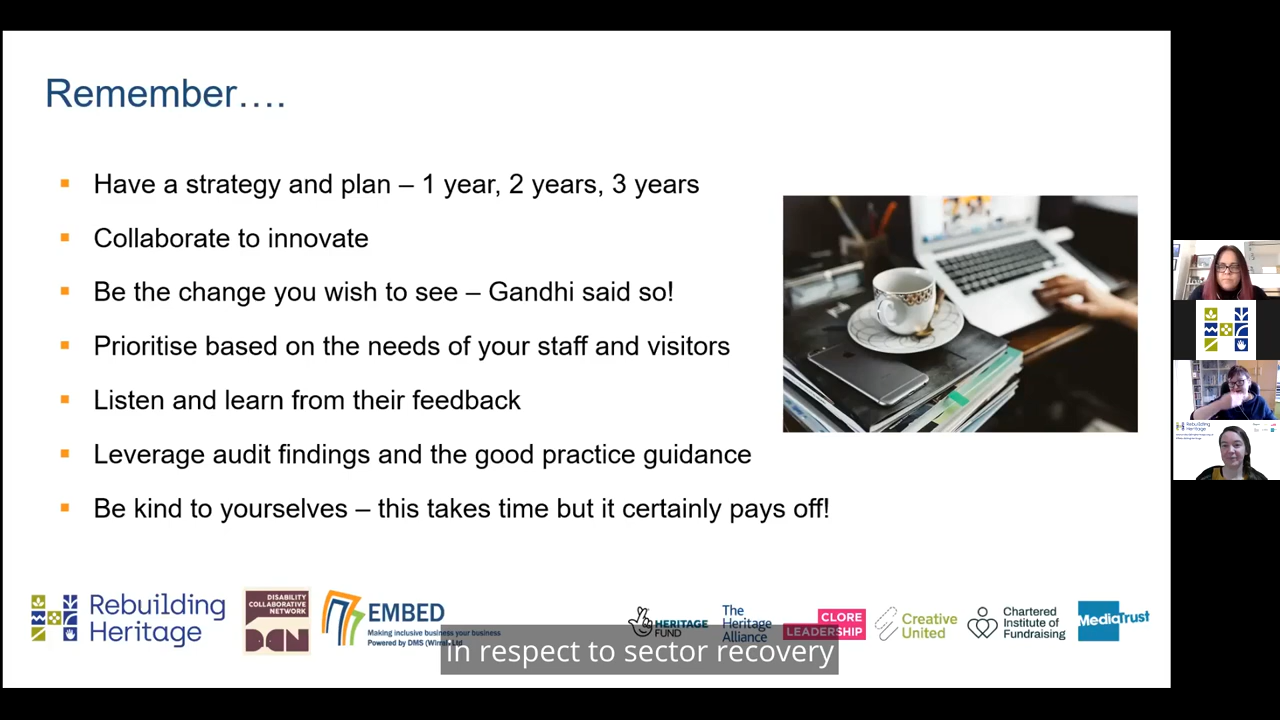 Remember….
Have a strategy and plan – 1 year, 2 years, 3 years
Collaborate to innovate
Be the change you wish to see – Gandhi said so!
Prioritise based on the needs of your staff and visitors
Listen and learn from their feedback
Leverage audit findings and the good practice guidance
Be kind to yourselves – this takes time but it certainly pays off!
Rebuilding
Heritage
DISABILITY
COLLABORATIVE
NETWORK
DCN
EMBED
Making inclusive business your business
Powered by DMS (Wirral) Ltd
HERITAGE
FUND
The
Heritage
Alliance
CLORE
LEADERSHIP
Creative
United
Chartered
Institute of
Fundraising
MediaTrust
in respect to sector recovery
Rebuilding
Heritage